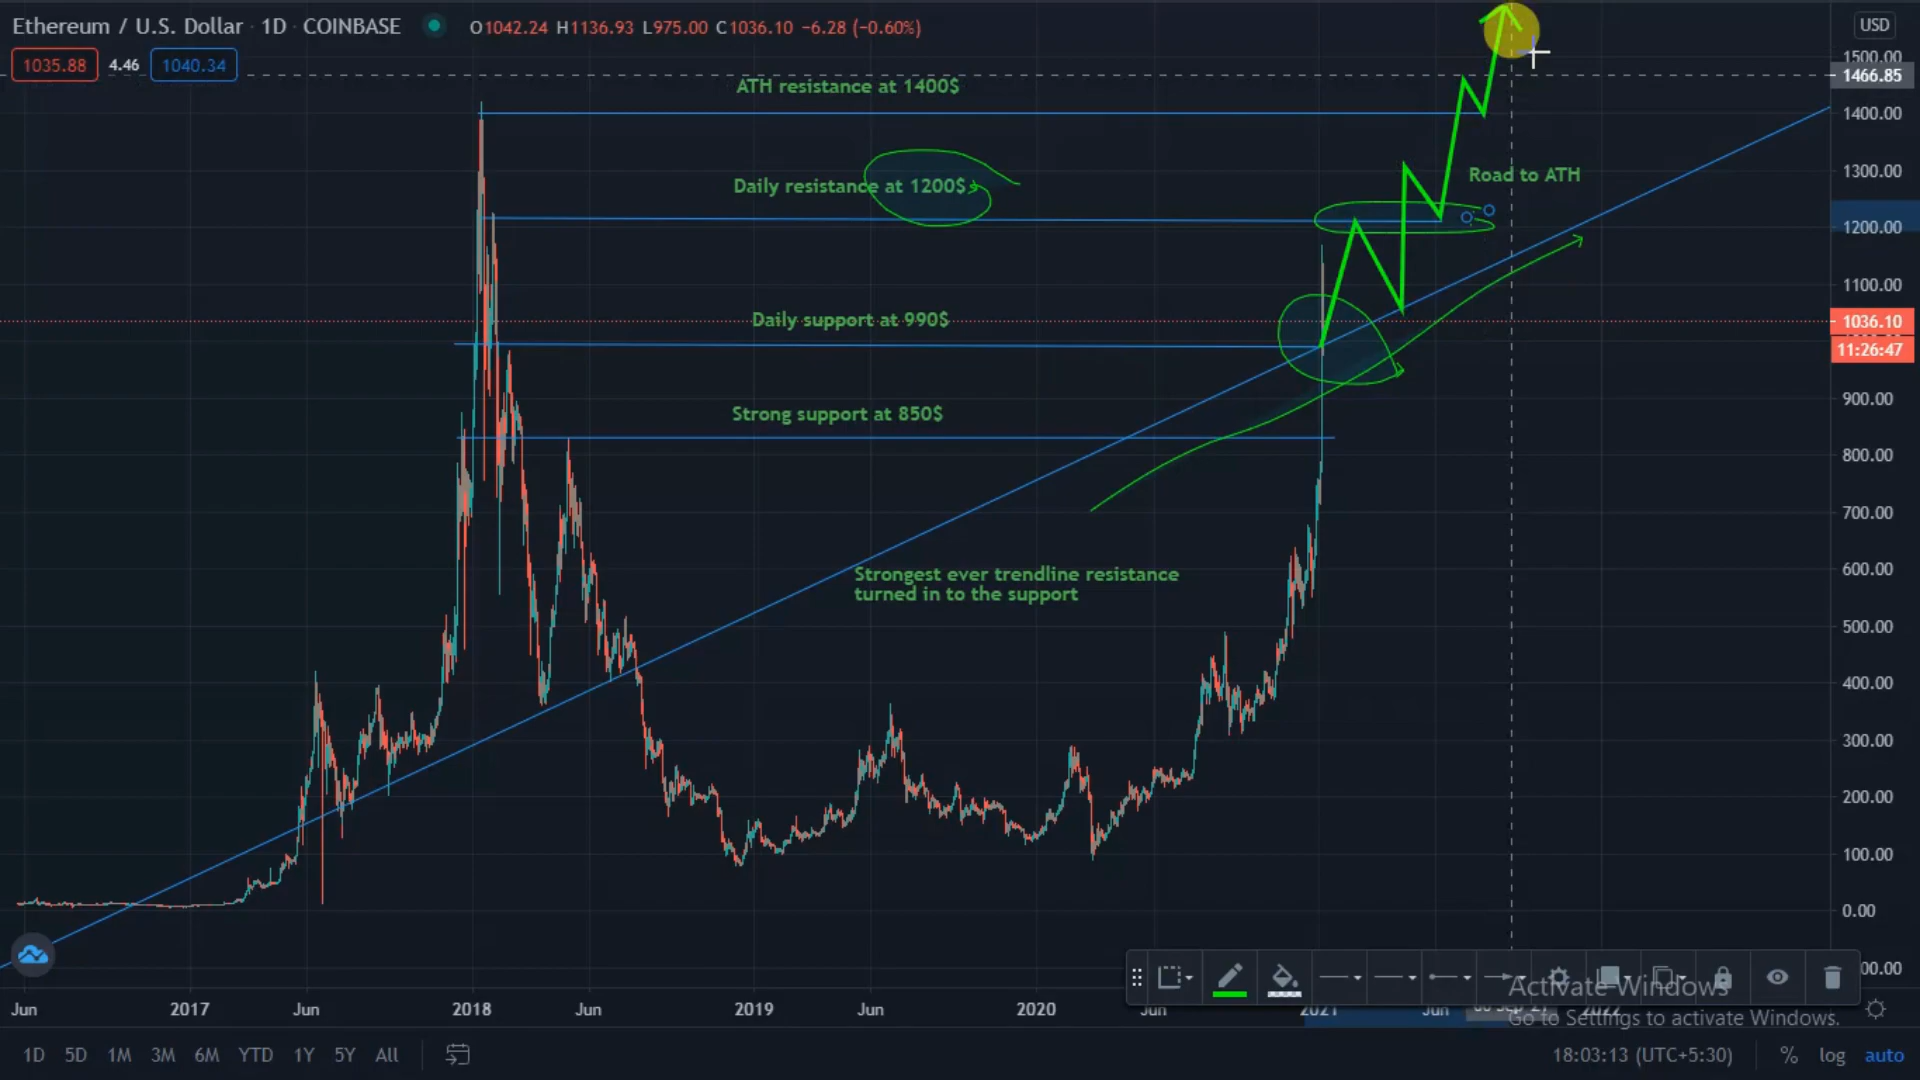 Ethereum / U.S. Dollar · 1D · COINBASE
O1042.24 H1136.93 L975.00 C1036.10 −6.28 (−0.60%)
USD
1035.88 4.46 1040.34
1500.00
1466.85
ATH resistance at 1400$
1400.00
1300.00
Road to ATH
Daily resistance at 1200$
1200.00
1100.00
Daily support at 990$
1036.10
11:26:47
900.00
Strong support at 850$
800.00
700.00
600.00
Strongest ever trendline resistance
turned in to the support
500.00
400.00
300.00
200.00
100.00
0.00
00.00
Activate Windows
Jun 2017 Jun 2018 Jun 2019 Jun 2020 Jun 2021 Jun 2022
Go to Settings to activate Windows.
1D 5D 1M 3M 6M YTD 1Y 5Y All
18:03:13 (UTC+5:30) % log auto